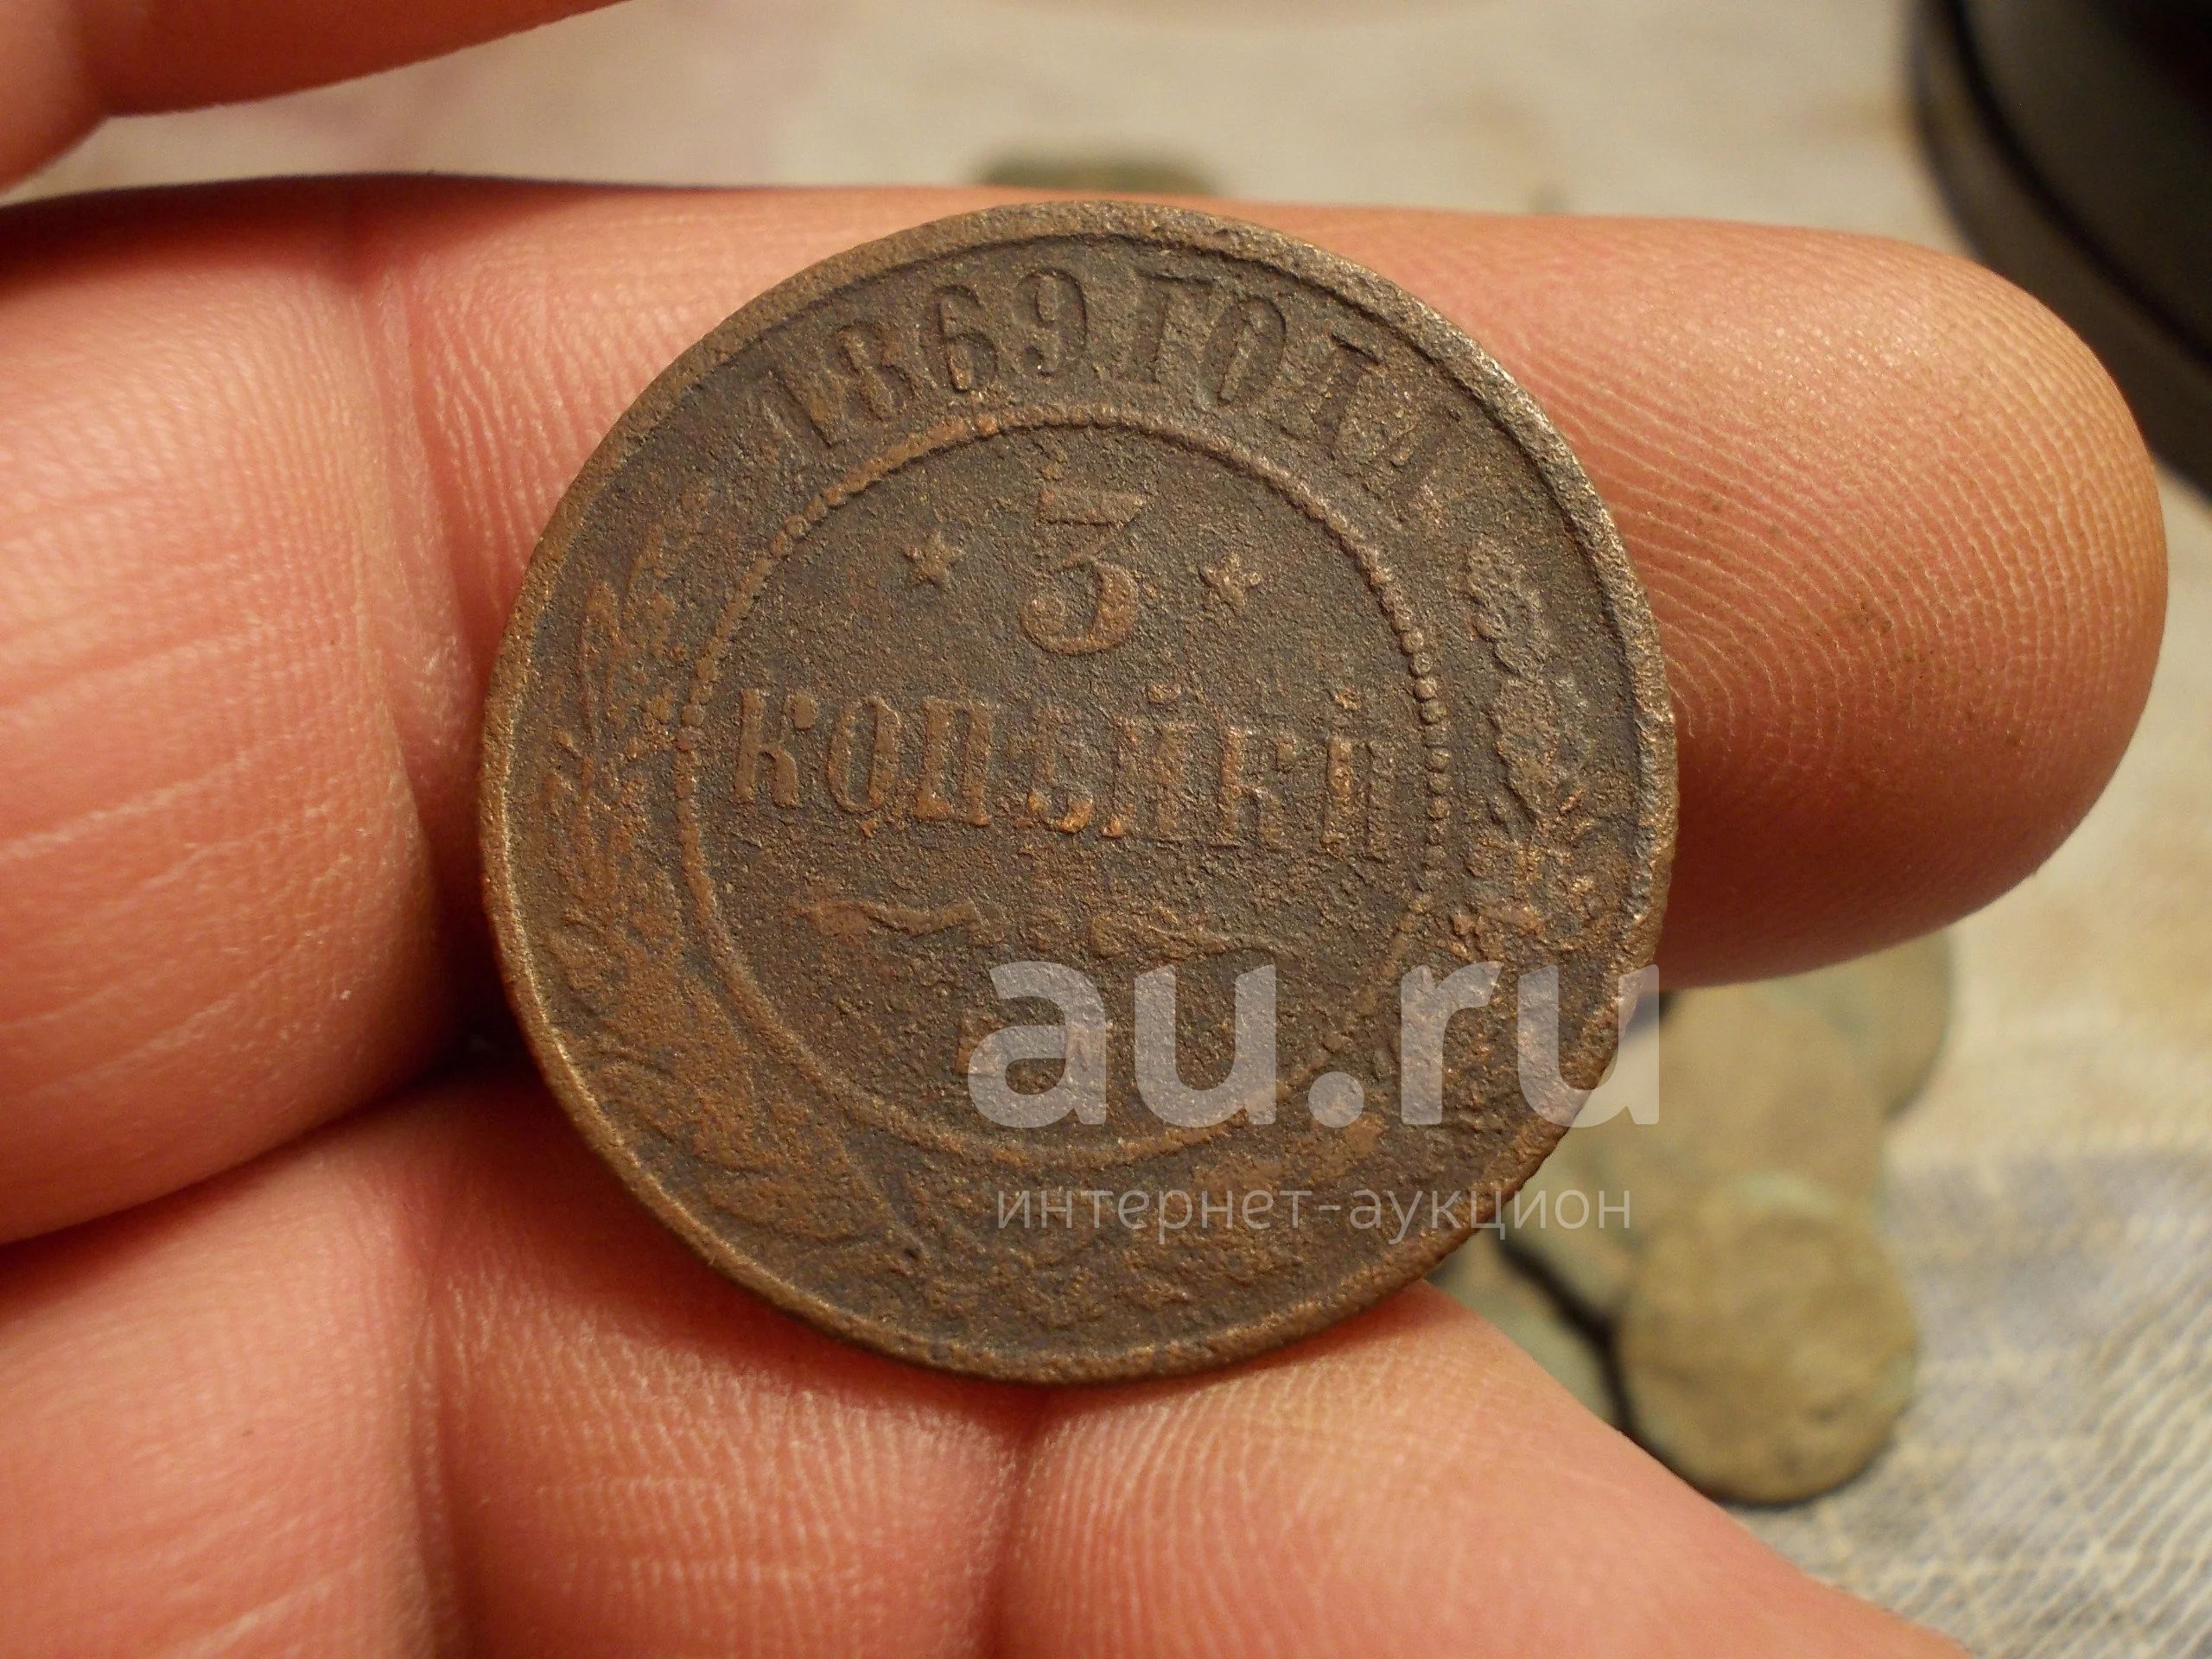 1869 ГОДА
3
КОПѢЙКИ
Е.М.
au.ru
интернет-аукцион